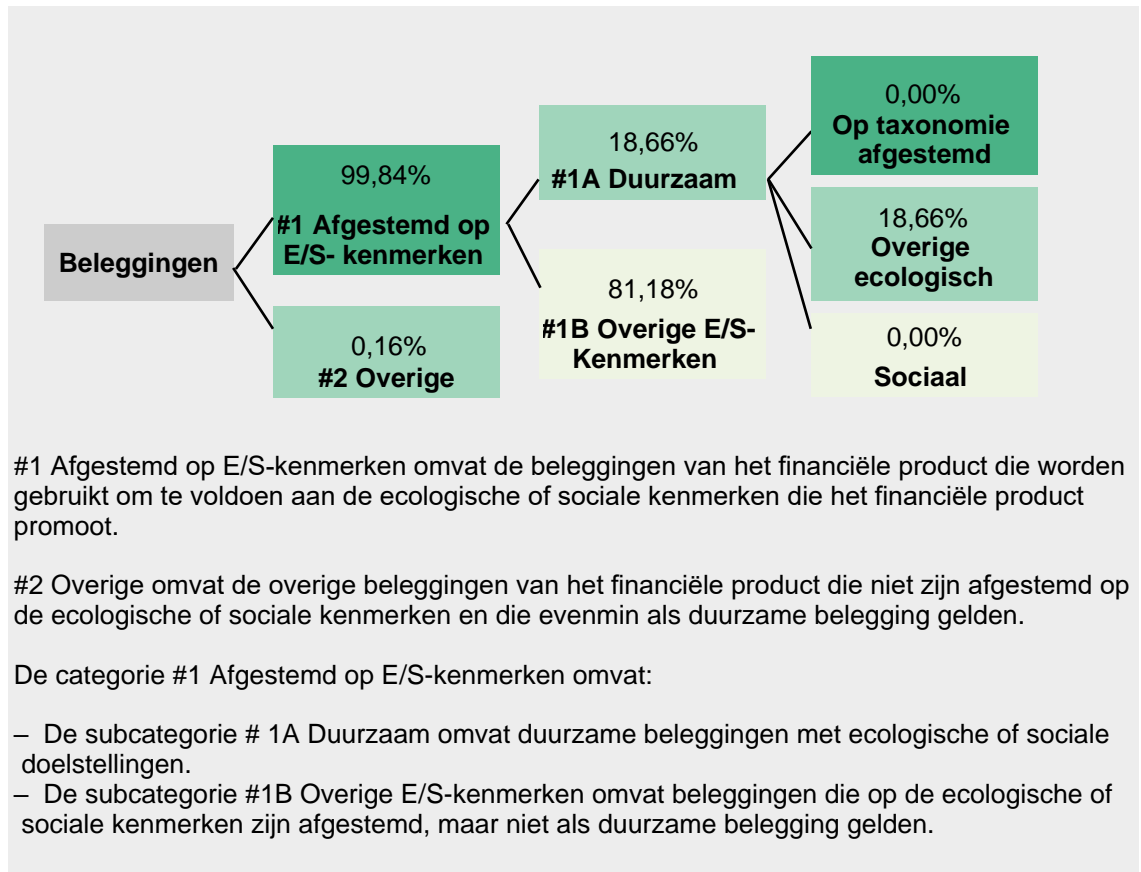 Beleggingen
99,84%
#1 Afgestemd op
E/S- kenmerken
0,16%
#2 Overige
18,66%
#1A Duurzaam
81,18%
#1B Overige E/S-
Kenmerken
0,00%
Op taxonomie
afgestemd
18,66%
Overige
ecologisch
0,00%
Sociaal
#1 Afgestemd op E/S-kenmerken omvat de beleggingen van het financiële product die worden
gebruikt om te voldoen aan de ecologische of sociale kenmerken die het financiële product
promoot.
#2 Overige omvat de overige beleggingen van het financiële product die niet zijn afgestemd op
de ecologische of sociale kenmerken en die evenmin als duurzame belegging gelden.
De categorie #1 Afgestemd op E/S-kenmerken omvat:
– De subcategorie # 1A Duurzaam omvat duurzame beleggingen met ecologische of sociale
doelstellingen.
– De subcategorie #1B Overige E/S-kenmerken omvat beleggingen die op de ecologische of
sociale kenmerken zijn afgestemd, maar niet als duurzame belegging gelden.